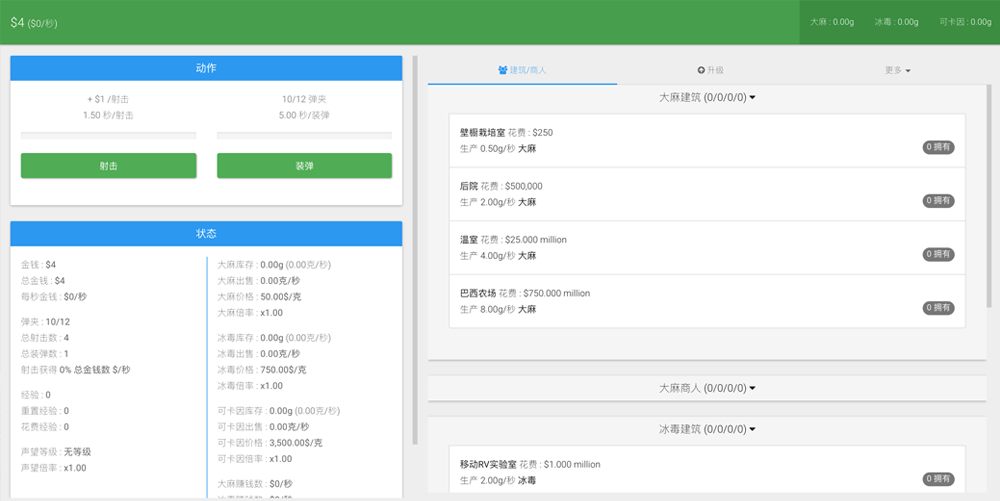 $4 ($0/秒)
大麻 : 0.00g 冰毒 : 0.00g 可卡因 : 0.00g
动作
+ $1 /射击
1.50 秒/射击
10/12 弹夹
5.00 秒/装弹
射击
装弹
状态
金钱 : $4
总金钱 : $4
每秒金钱 : $0/秒
弹夹 : 10/12
总射击数 : 4
总装弹数 : 1
射击获得 0% 总金钱数 $/秒
经验 : 0
重置经验 : 0
花费经验 : 0
声望等级 : 无等级
声望倍率 : x1.00
大麻库存 : 0.00g (0.00克/秒)
大麻出售 : 0.00克/秒
大麻价格 : 50.00$/克
大麻倍率 : x1.00
冰毒库存 : 0.00g (0.00克/秒)
冰毒出售 : 0.00克/秒
冰毒价格 : 750.00$/克
冰毒倍率 : x1.00
可卡因库存 : 0.00g (0.00克/秒)
可卡因出售 : 0.00克/秒
可卡因价格 : 3,500.00$/克
可卡因倍率 : x1.00
大麻赚钱数 : $0/秒
建筑/商人
升级
更多
大麻建筑 (0/0/0/0)
壁橱栽培室 花费 : $250
生产 0.50g/秒 大麻
0 拥有
后院 花费 : $500,000
生产 2.00g/秒 大麻
0 拥有
温室 花费 : $25.000 million
生产 4.00g/秒 大麻
0 拥有
巴西农场 花费 : $750.000 million
生产 8.00g/秒 大麻
0 拥有
大麻商人 (0/0/0/0)
冰毒建筑 (0/0/0/0)
移动RV实验室 花费 : $1.000 million
生产 2.00g/秒 冰毒
0 拥有